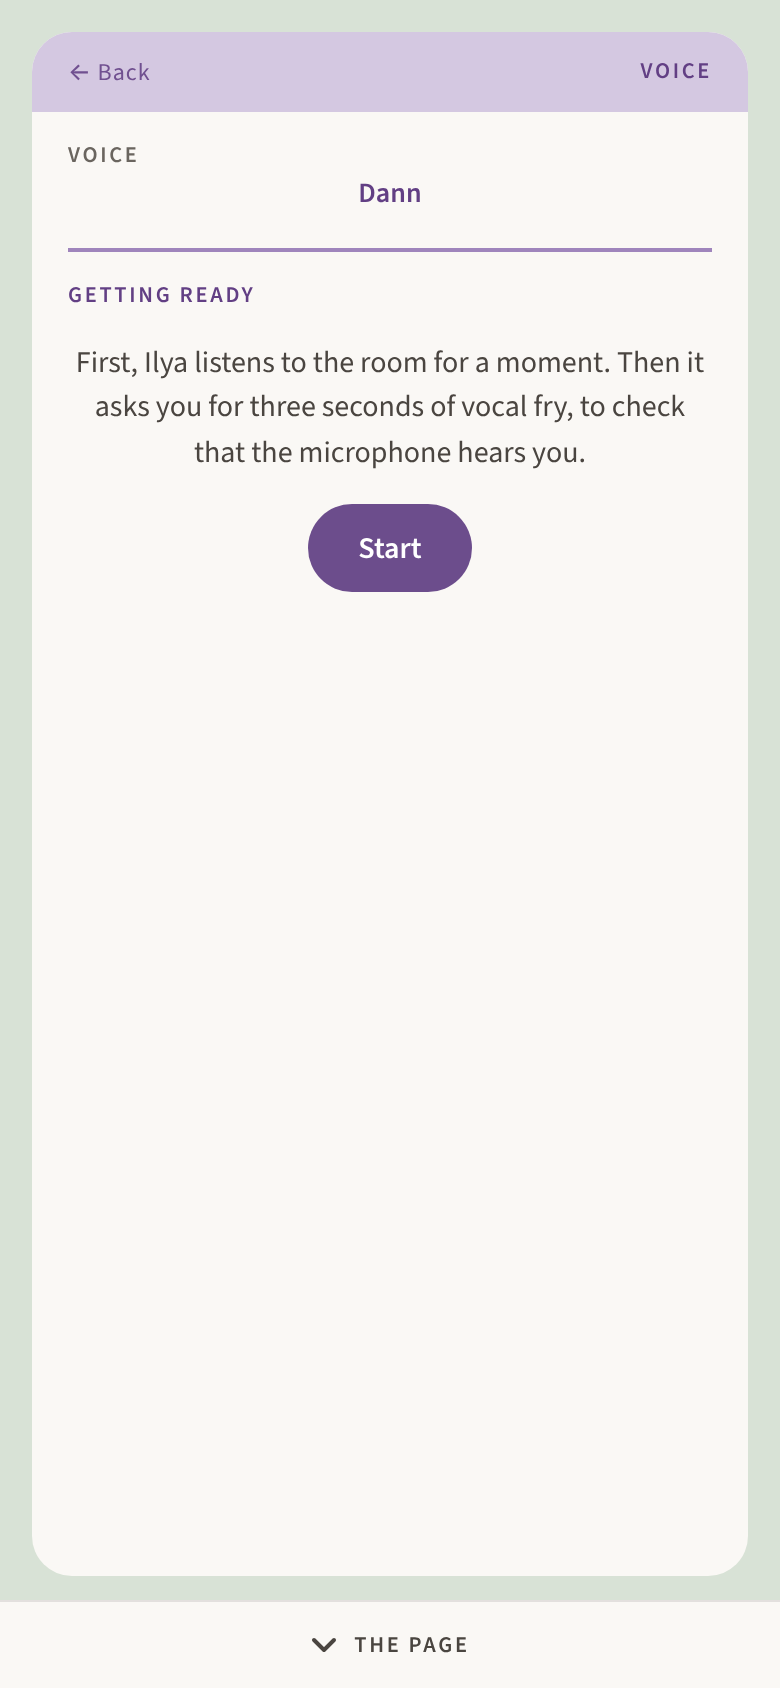 ← Back
VOICE
VOICE
Dann
GETTING READY
First, Ilya listens to the room for a moment. Then it
asks you for three seconds of vocal fry, to check
that the microphone hears you.
Start
THE PAGE